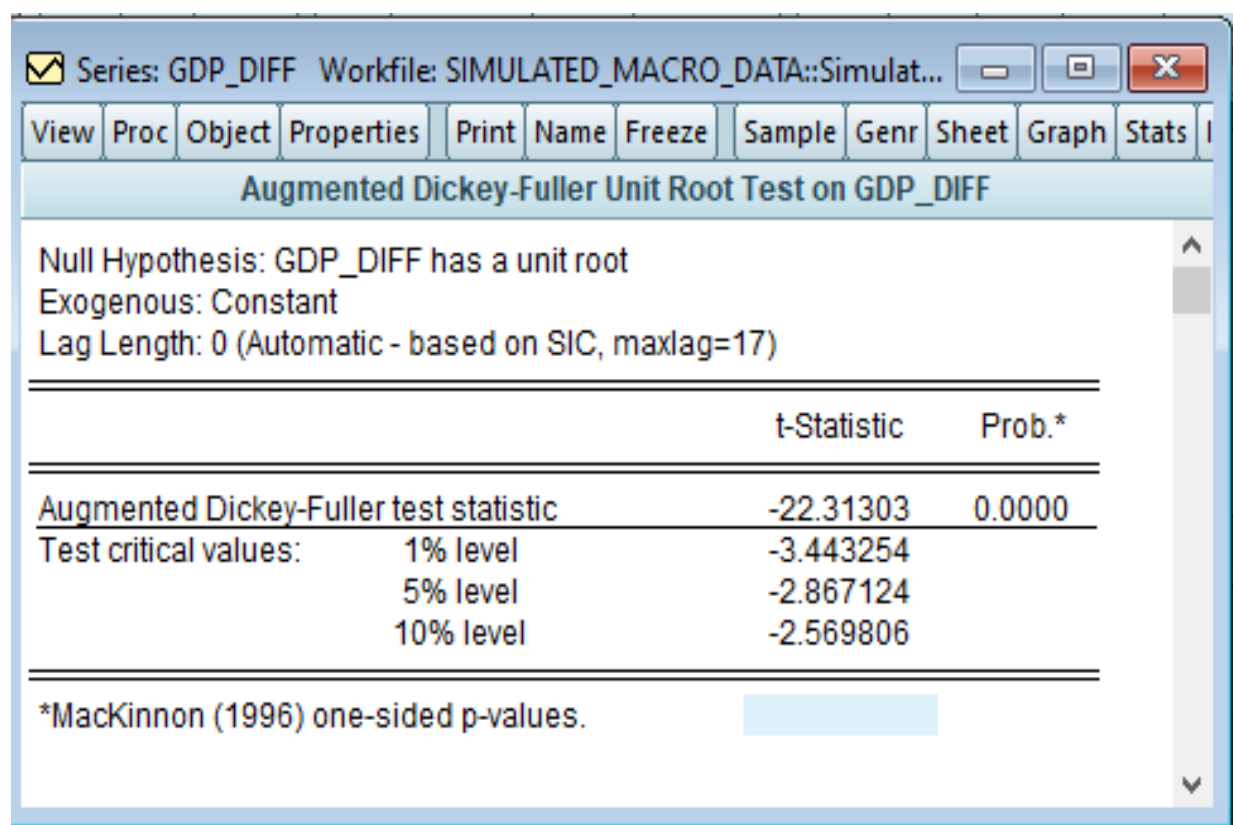 Series: GDP_DIFF Workfile: SIMULATED_MACRO_DATA::Simulat...
View Proc Object Properties Print Name Freeze Sample Genr Sheet Graph Stats
Augmented Dickey-Fuller Unit Root Test on GDP_DIFF
Null Hypothesis: GDP_DIFF has a unit root
Exogenous: Constant
Lag Length: 0 (Automatic - based on SIC, maxlag=17)
t-Statistic Prob.*
Augmented Dickey-Fuller test statistic -22.31303 0.0000
Test critical values: 1% level -3.443254
5% level -2.867124
10% level -2.569806
*MacKinnon (1996) one-sided p-values.